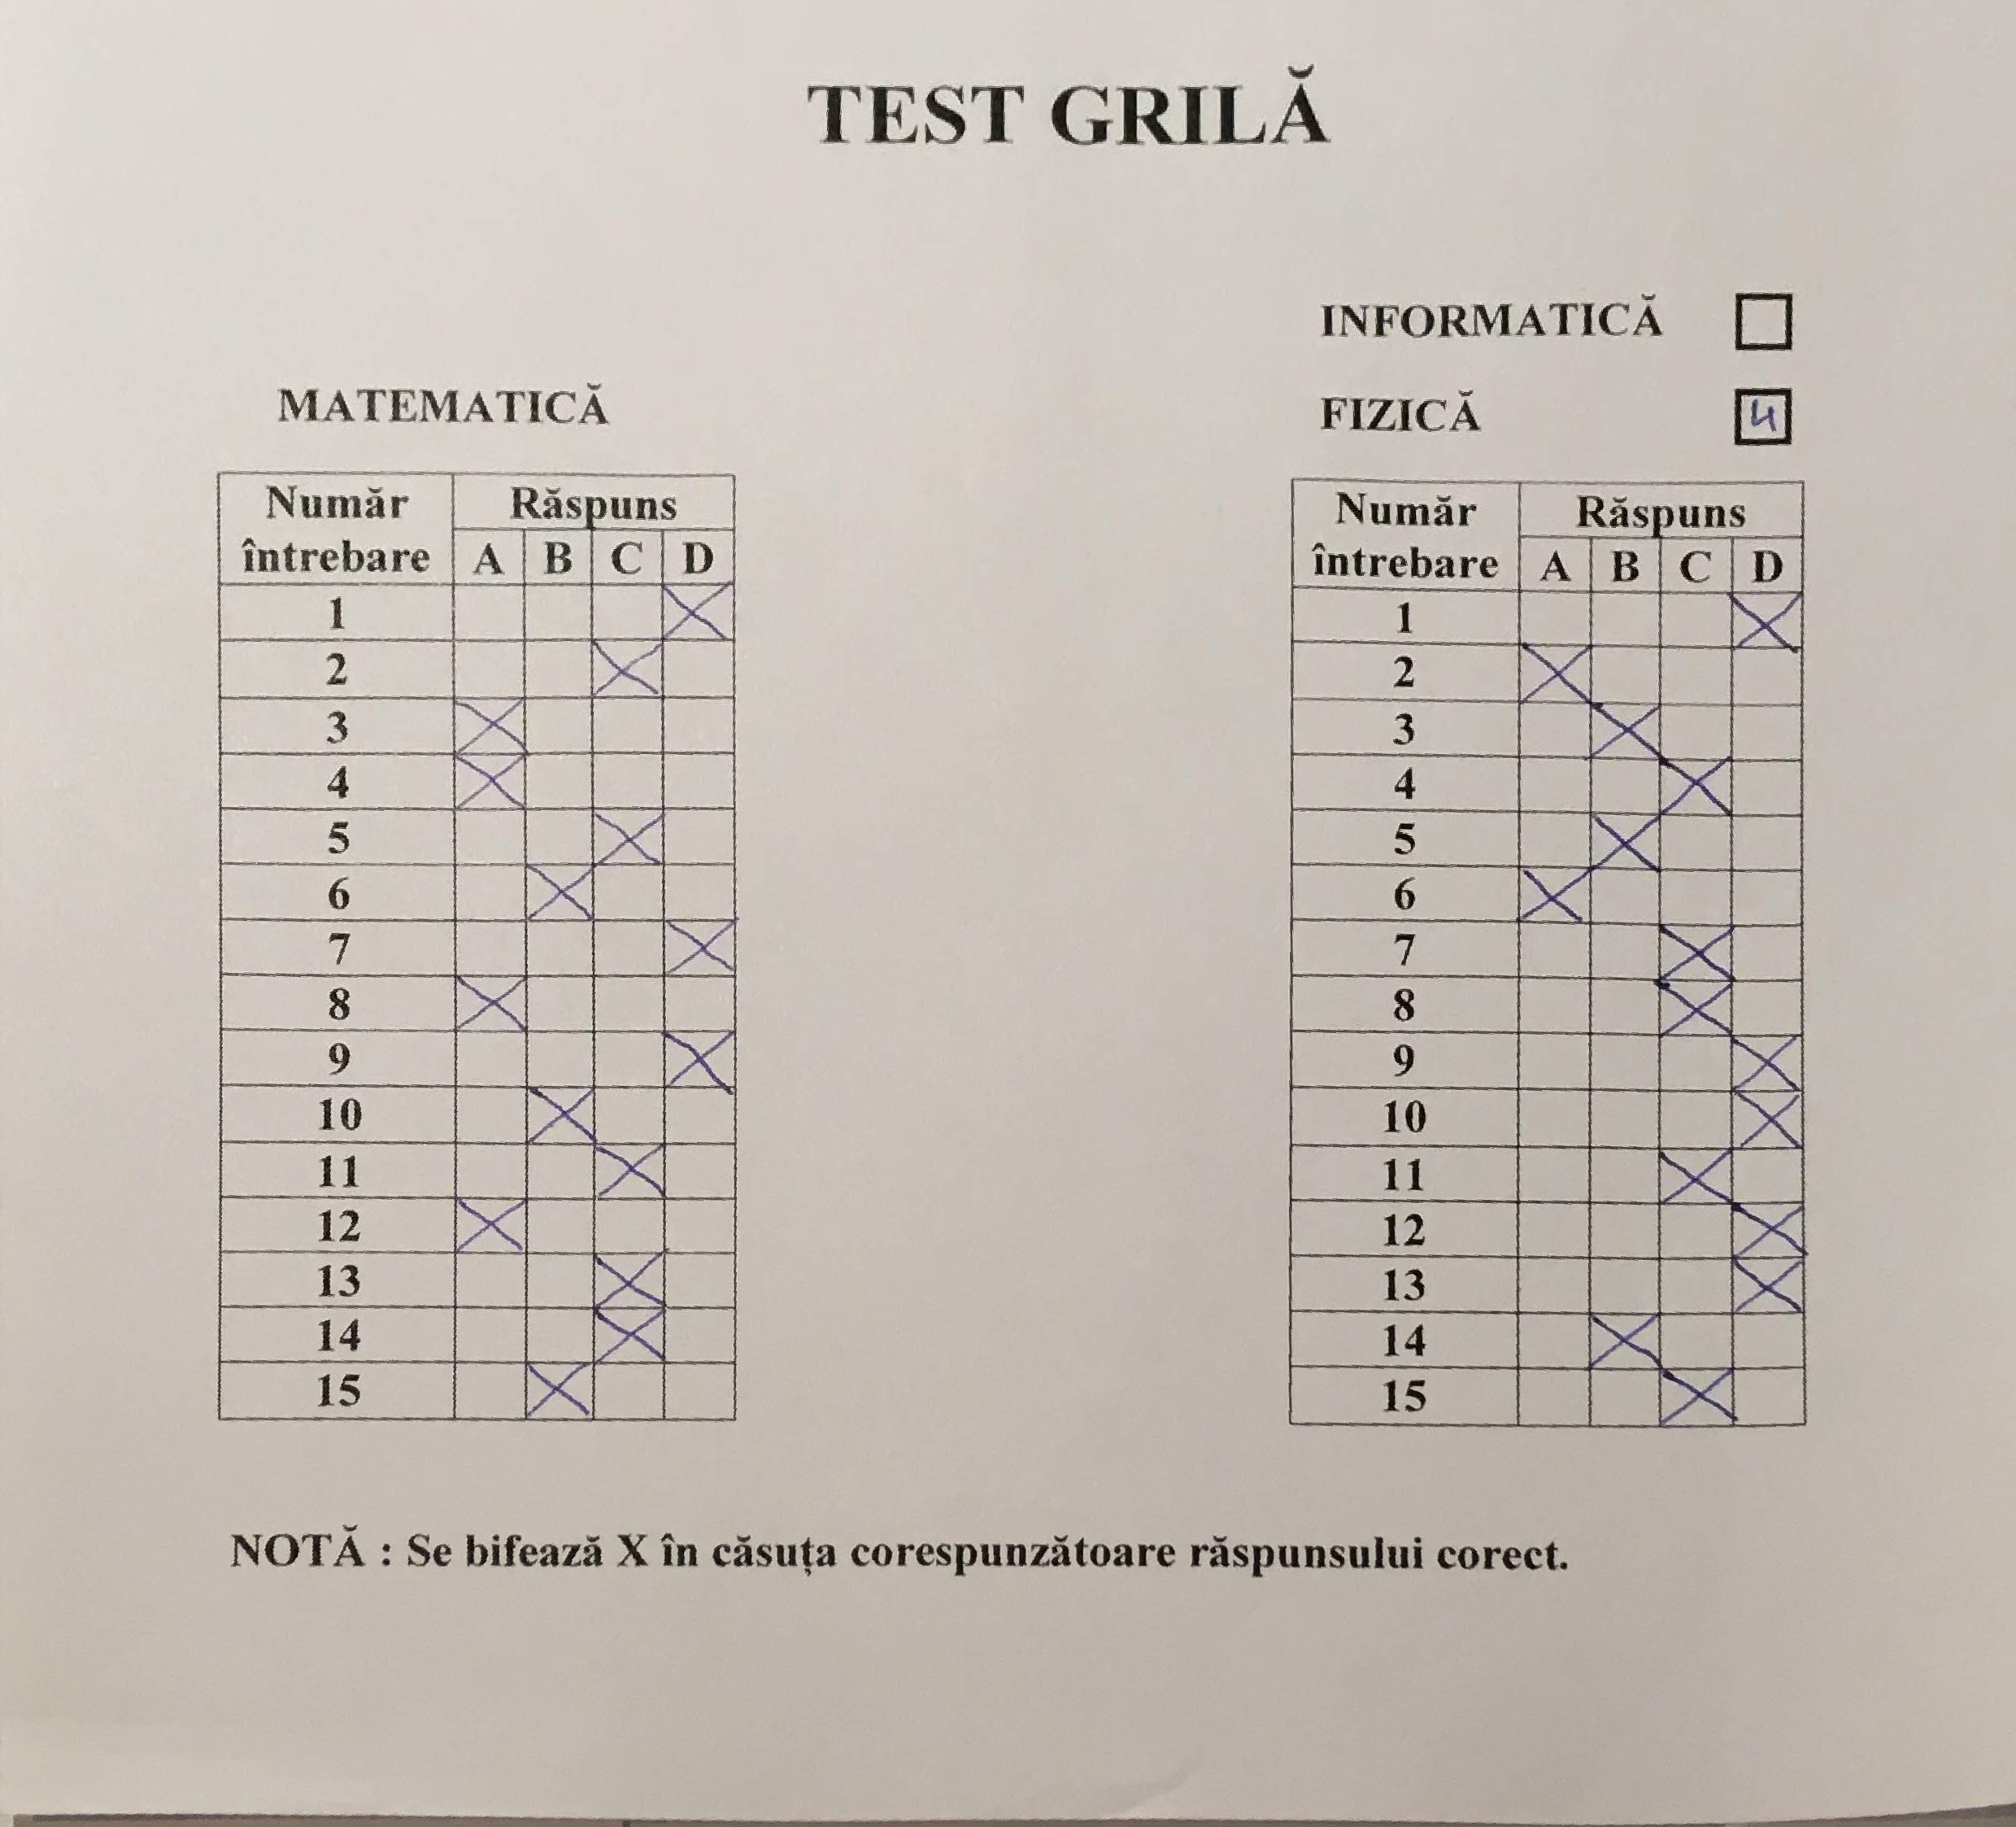 TEST GRILĂ
INFORMATICĂ
MATEMATICĂ
FIZICĂ 4
Număr întrebare Răspuns
A B C D
1 X
2 X
3 X
4 X
5 X
6 X
7 X
8 X
9 X
10 X
11 X
12 X
13 X
14 X
15 X
Număr întrebare Răspuns
A B C D
1 X
2 X
3 X
4 X
5 X
6 X
7 X
8 X
9 X
10 X
11 X
12 X
13 X
14 X
15 X
NOTĂ : Se bifează X în căsuța corespunzătoare răspunsului corect.